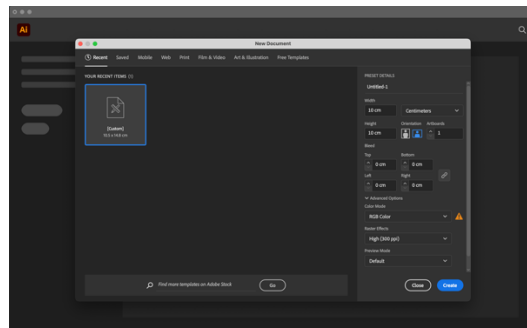 Ai
New Document
Recent Saved Mobile Web Print Film & Video Art & Illustration Free Templates
YOUR RECENT ITEMS (1)
[Custom]
PRESET DETAILS
Untitled-1
Width
10 cm Centimeters
Height Orientation Artboards
10 cm 1
Bleed
Top Bottom
0 cm 0 cm
Left Right
0 cm 0 cm
Advanced Options
Color Mode
RGB Color
Raster Effects
High (300 ppi)
Preview Mode
Default
Find more templates on Adobe Stock Go
Close Create